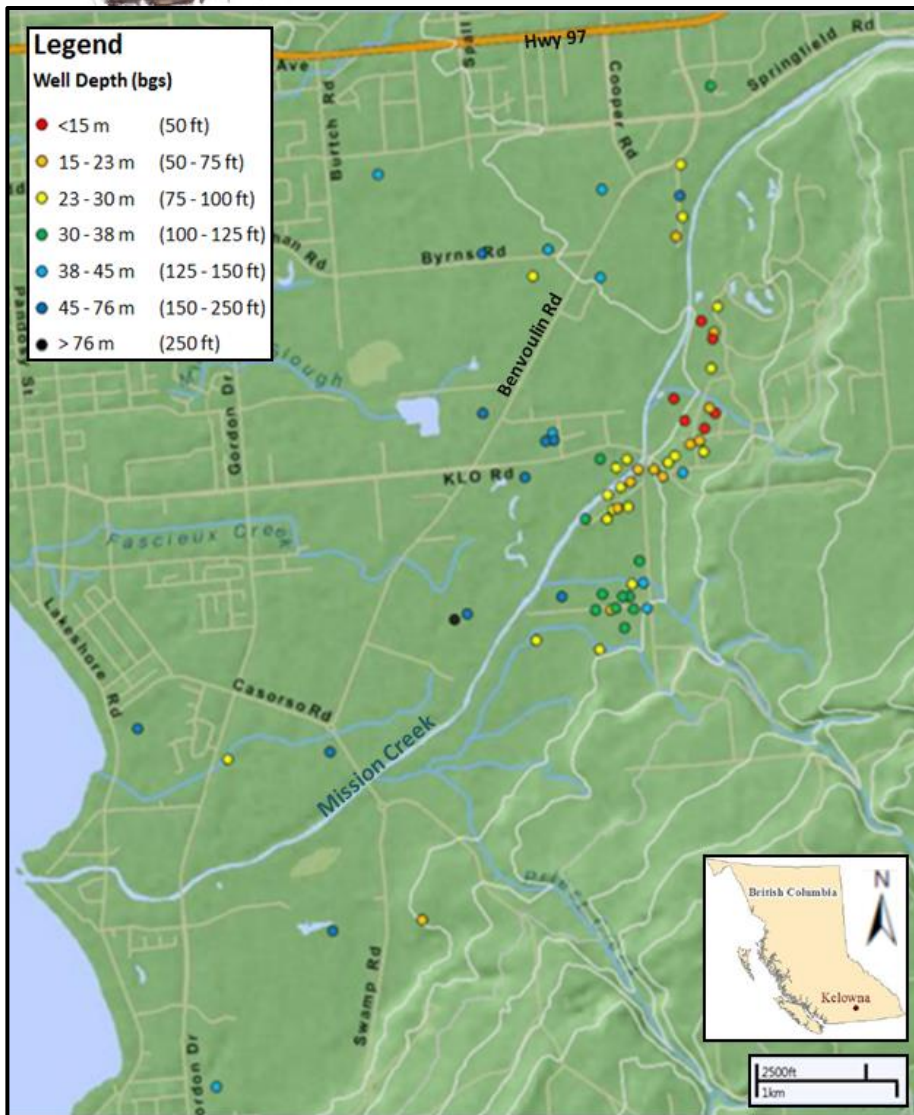 Legend
Well Depth (bgs)
<15 m (50 ft)
15 - 23 m (50 - 75 ft)
23 - 30 m (75 - 100 ft)
30 - 38 m (100 - 125 ft)
38 - 45 m (125 - 150 ft)
45 - 76 m (150 - 250 ft)
> 76 m (250 ft)
Hwy 97
Ave
Spall
Springfield Rd
Cooper Rd
Burtch Rd
Byrns Rd
Benvoulin Rd
Pandosy St
Slough
Gordon Dr
KLO Rd
Fascieux Creek
Lakeshore Rd
Casorso Rd
Mission Creek
Swamp Rd
Gordon Dr
British Columbia
Kelowna
N
2500ft
1km